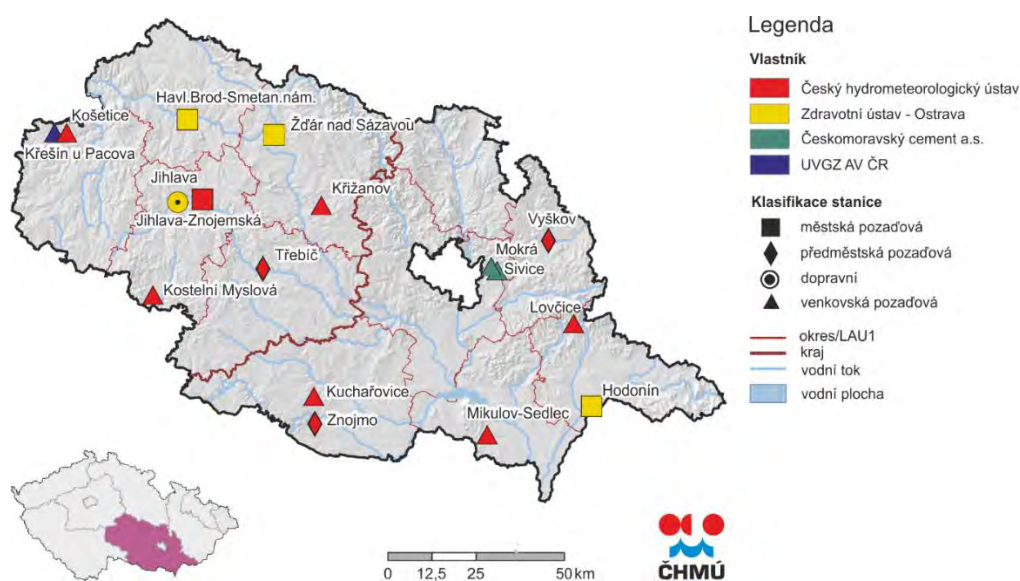 Legenda
Vlastník
Český hydrometeorologický ústav
Zdravotní ústav - Ostrava
Českomoravský cement a.s.
UVGZ AV ČR
Klasifikace stanice
městská pozaďová
předměstská pozaďová
dopravní
venkovská pozaďová
okres/LAU1
kraj
vodní tok
vodní plocha
Havl.Brod-Smetan.nám.
Košetice
Žďár nad Sázavou
Křešín u Pacova
Jihlava
Křižanov
Jihlava-Znojemská
Vyškov
Třebíč
Mokrá
Sivice
Kostelní Myslová
Lovčice
Kuchařovice
Hodonín
Znojmo
Mikulov-Sedlec
0 12,5 25 50 km
ČHMÚ